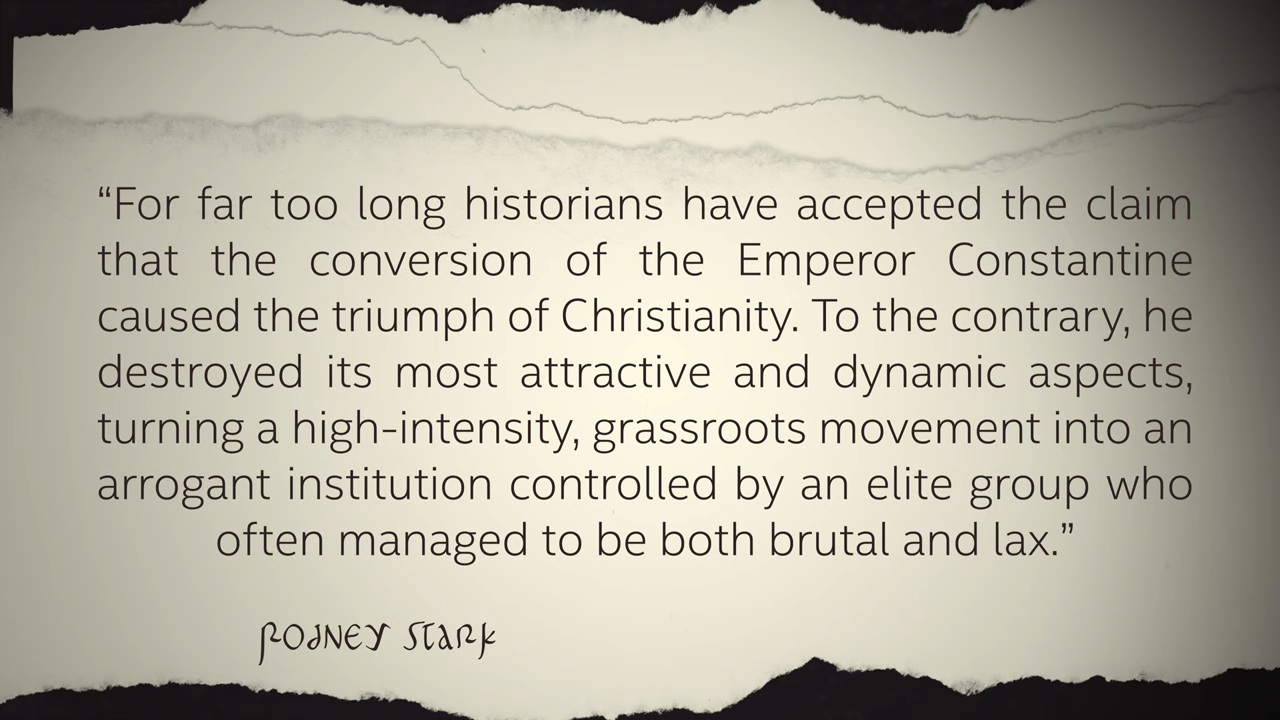 “For far too long historians have accepted the claim
that the conversion of the Emperor Constantine
caused the triumph of Christianity. To the contrary, he
destroyed its most attractive and dynamic aspects,
turning a high-intensity, grassroots movement into an
arrogant institution controlled by an elite group who
often managed to be both brutal and lax.”
Rodney Stark